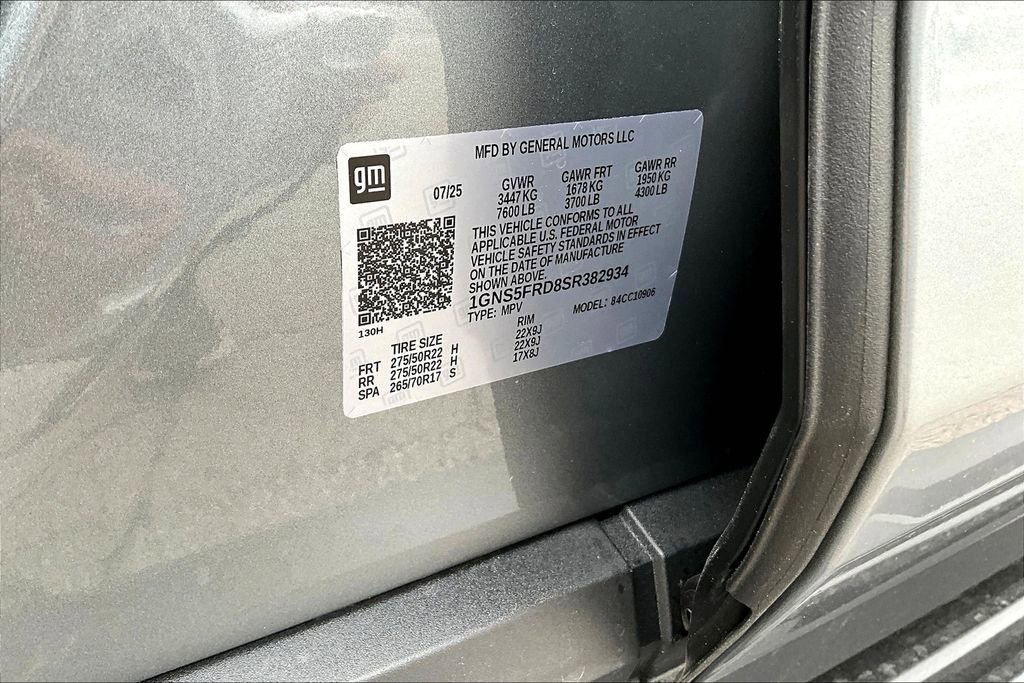 MFD BY GENERAL MOTORS LLC
gm
07/25 GVWR GAWR FRT GAWR RR
3447 KG 1678 KG 1950 KG
7600 LB 3700 LB 4300 LB
THIS VEHICLE CONFORMS TO ALL
APPLICABLE U.S. FEDERAL MOTOR
VEHICLE SAFETY STANDARDS IN EFFECT
ON THE DATE OF MANUFACTURE
SHOWN ABOVE.
1GNS5FRD8SR382934
TYPE: MPV MODEL: 84CC10906
130H
TIRE SIZE RIM
FRT 275/50R22 H 22X9J
RR 275/50R22 H 22X9J
SPA 265/70R17 S 17X8J